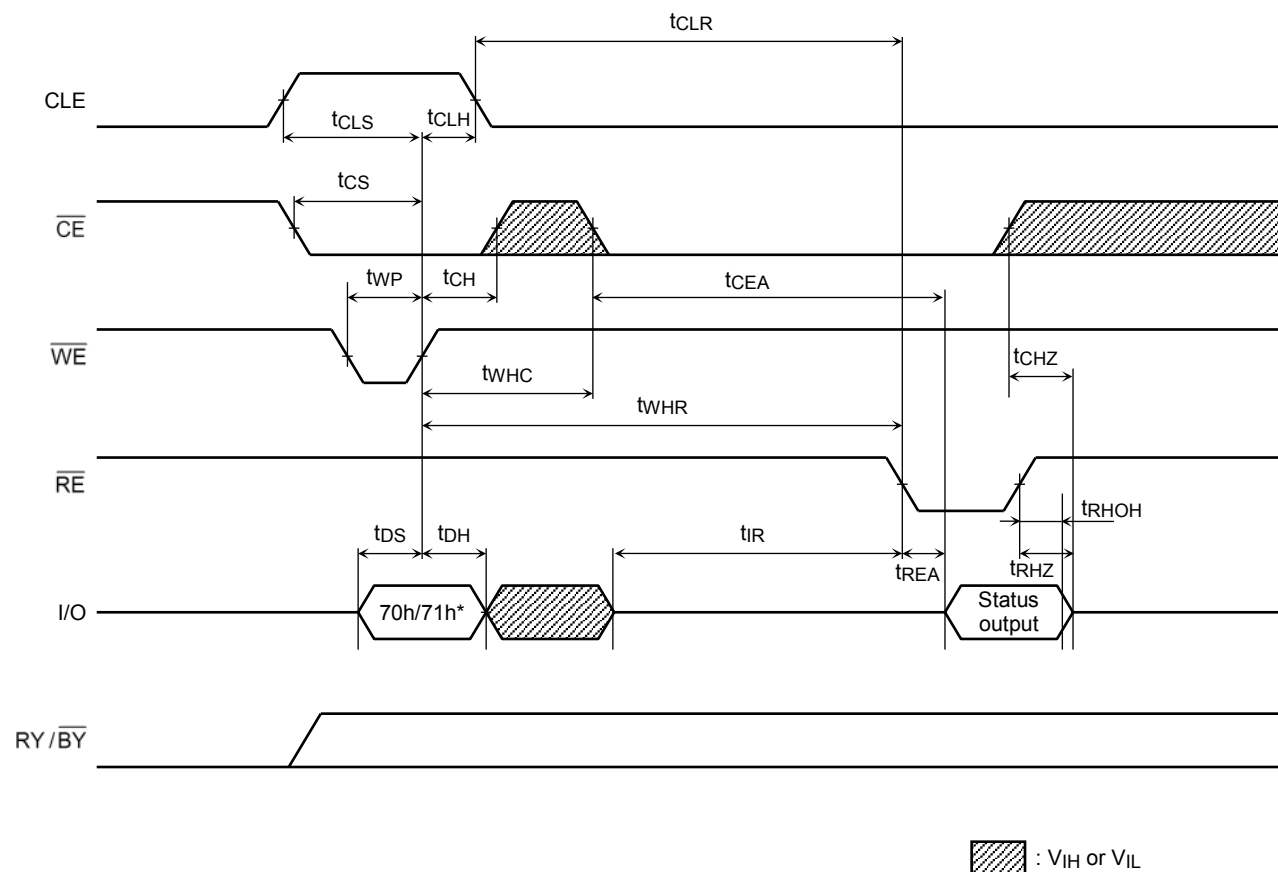 tCLR
CLE
tCLS
tCLH
tCS
CE
tWP
tCH
tCEA
WE
tCHZ
tWHC
tWHR
RE
tRHOH
tDS
tDH
tIR
tREA
tRHZ
I/O
70h/71h*
Status
output
RY/BY
: VIH or VIL